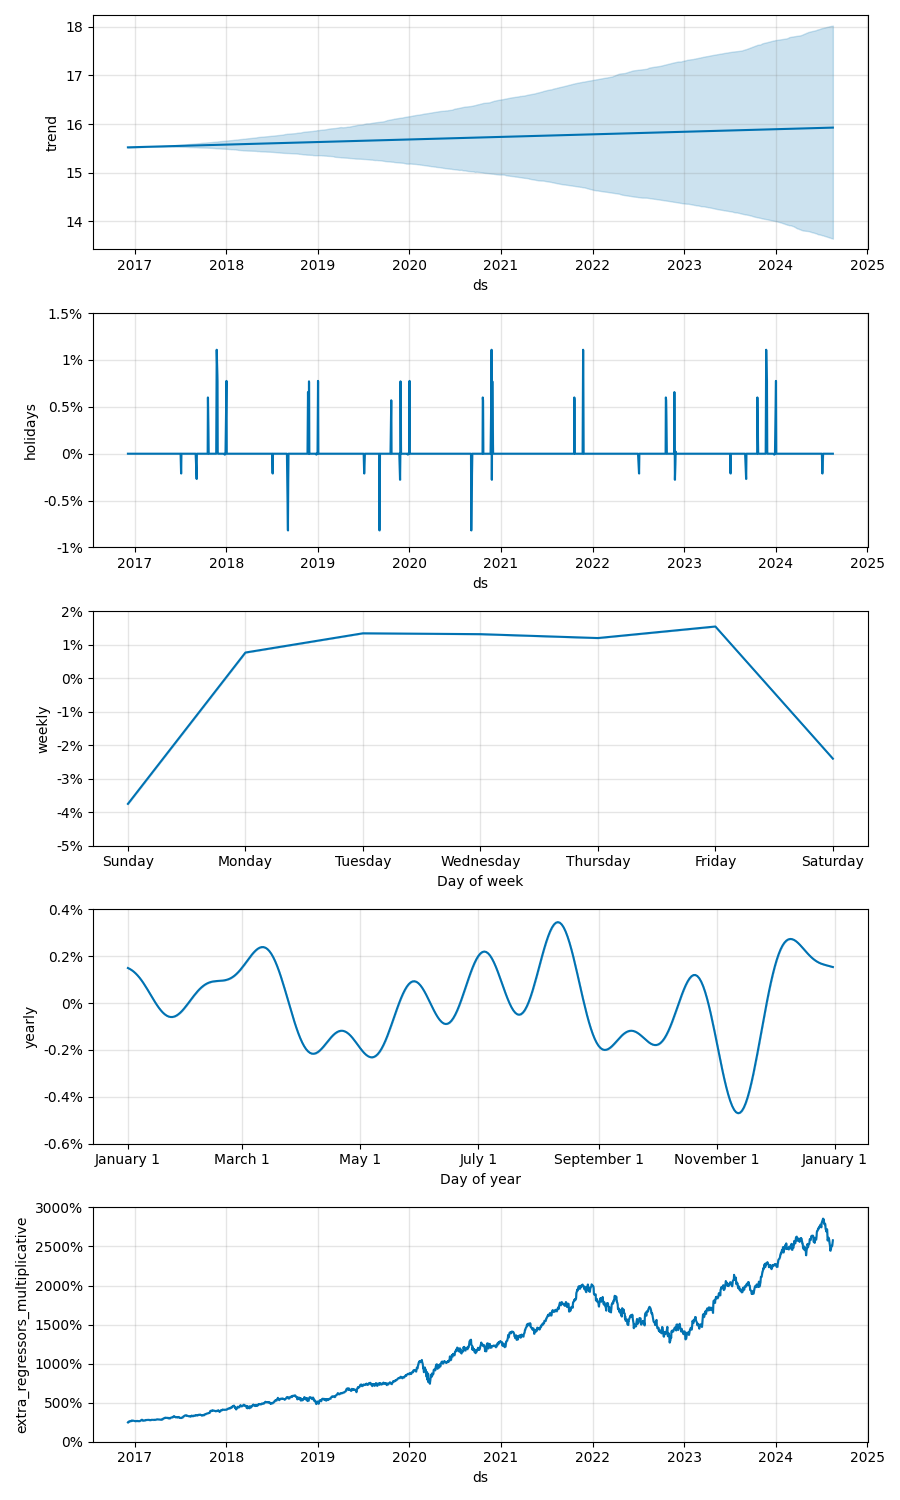 18
17
16
15
14
trend
2017 2018 2019 2020 2021 2022 2023 2024 2025
ds
1.5%
1%
0.5%
0%
-0.5%
-1%
holidays
2017 2018 2019 2020 2021 2022 2023 2024 2025
ds
2%
1%
0%
-1%
-2%
-3%
-4%
-5%
weekly
Sunday Monday Tuesday Wednesday Thursday Friday Saturday
Day of week
0.4%
0.2%
0%
-0.2%
-0.4%
-0.6%
yearly
January 1 March 1 May 1 July 1 September 1 November 1 January 1
Day of year
3000%
2500%
2000%
1500%
1000%
500%
0%
extra_regressors_multiplicative
2017 2018 2019 2020 2021 2022 2023 2024 2025
ds